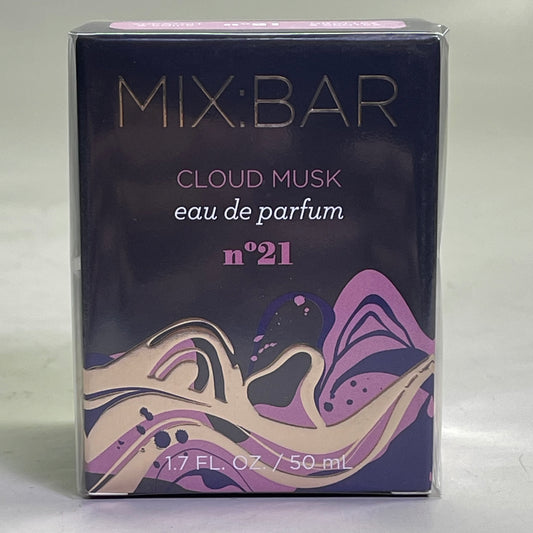 MIX:BAR
CLOUD MUSK
eau de parfum
nº21
1.7 FL. OZ. / 50 mL